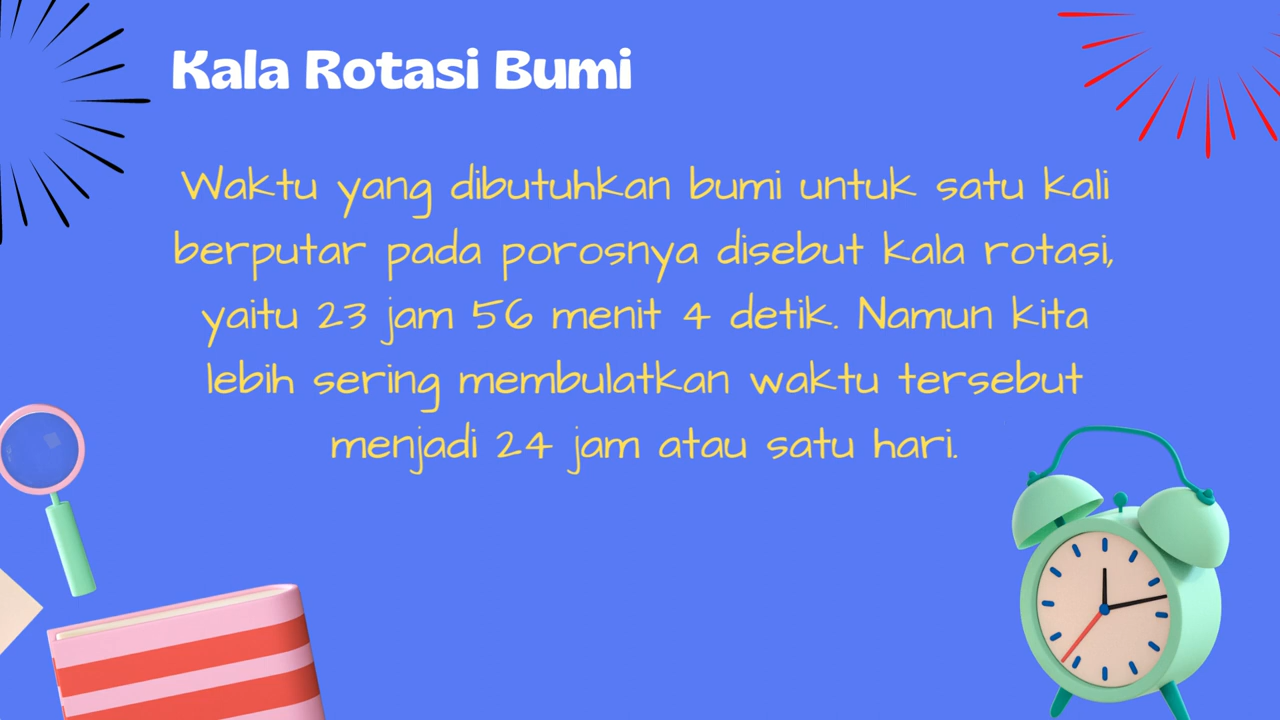 Kala Rotasi Bumi
Waktu yang dibutuhkan bumi untuk satu kali
berputar pada porosnya disebut kala rotasi,
yaitu 23 jam 56 menit 4 detik. Namun kita
lebih sering membulatkan waktu tersebut
menjadi 24 jam atau satu hari.